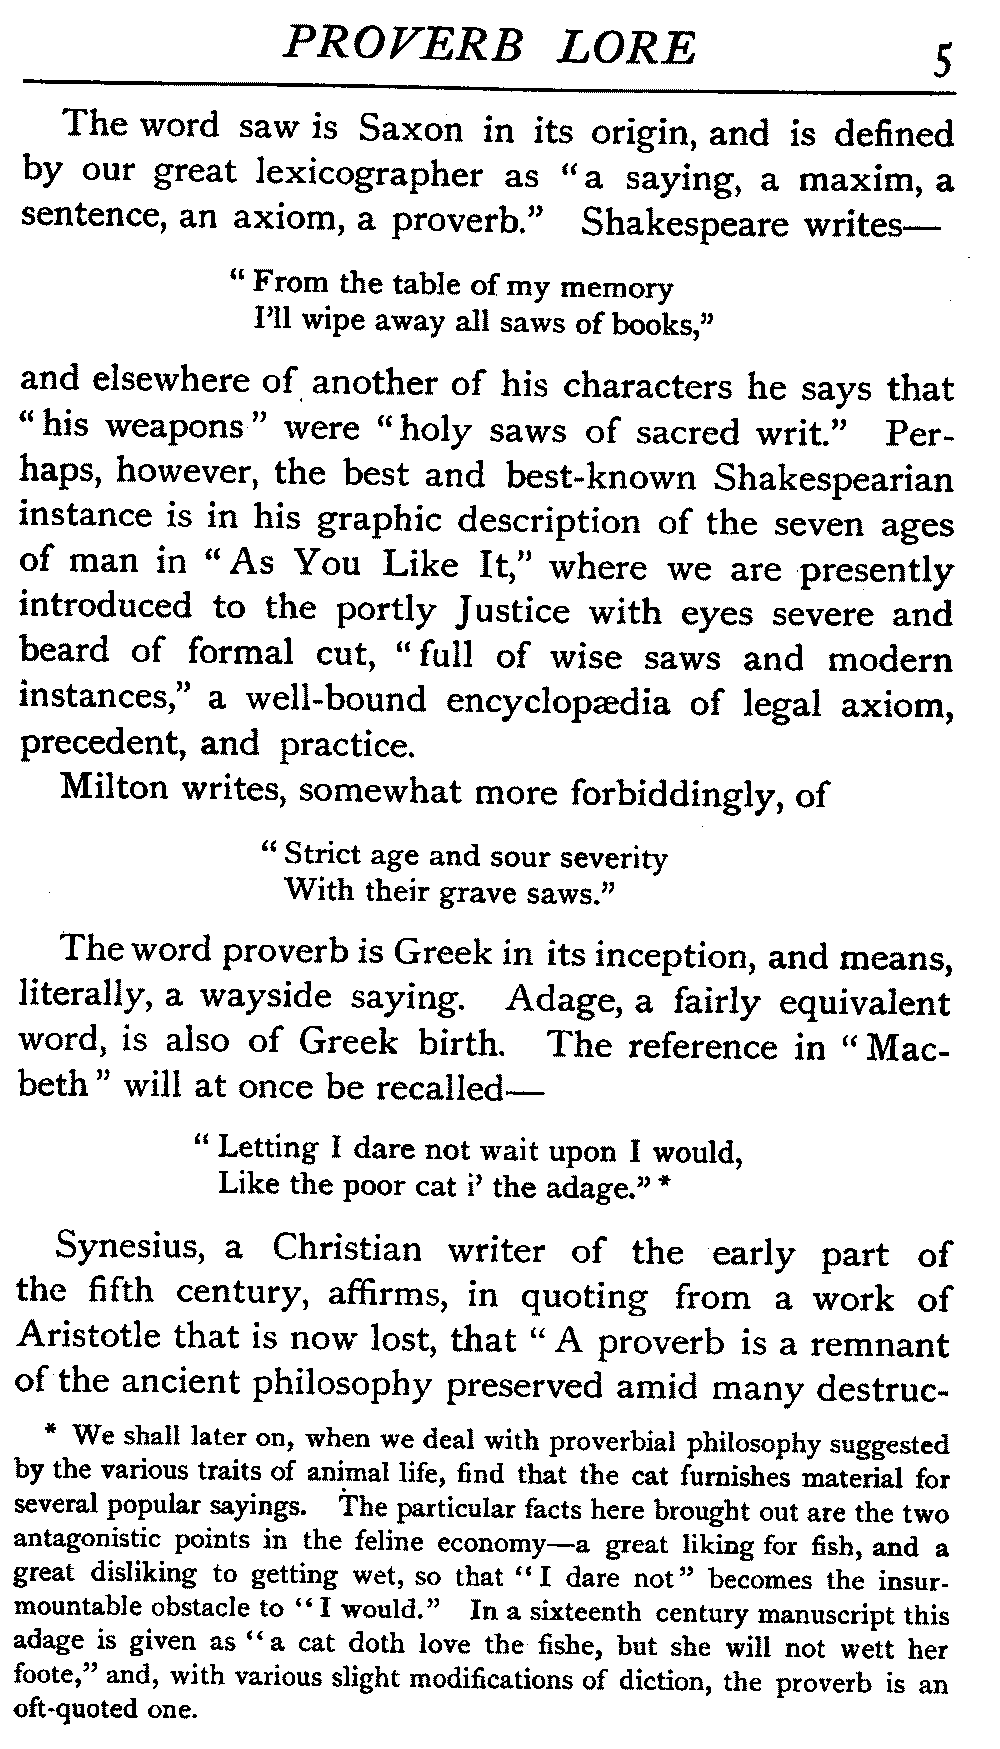 PROVERB LORE 5
The word saw is Saxon in its origin, and is defined
by our great lexicographer as “a saying, a maxim, a
sentence, an axiom, a proverb.” Shakespeare writes—
“From the table of my memory
I’ll wipe away all saws of books,”
and elsewhere of another of his characters he says that
“his weapons” were “holy saws of sacred writ.” Per-
haps, however, the best and best-known Shakespearian
instance is in his graphic description of the seven ages
of man in “As You Like It,” where we are presently
introduced to the portly Justice with eyes severe and
beard of formal cut, “full of wise saws and modern
instances,” a well-bound encyclopædia of legal axiom,
precedent, and practice.
Milton writes, somewhat more forbiddingly, of
“Strict age and sour severity
With their grave saws.”
The word proverb is Greek in its inception, and means,
literally, a wayside saying. Adage, a fairly equivalent
word, is also of Greek birth. The reference in “Mac-
beth” will at once be recalled—
“Letting I dare not wait upon I would,
Like the poor cat i’ the adage.” *
Synesius, a Christian writer of the early part of
the fifth century, affirms, in quoting from a work of
Aristotle that is now lost, that “A proverb is a remnant
of the ancient philosophy preserved amid many destruc-
* We shall later on, when we deal with proverbial philosophy suggested
by the various traits of animal life, find that the cat furnishes material for
several popular sayings. The particular facts here brought out are the two
antagonistic points in the feline economy—a great liking for fish, and a
great disliking to getting wet, so that “I dare not” becomes the insur-
mountable obstacle to “I would.” In a sixteenth century manuscript this
adage is given as “a cat doth love the fishe, but she will not wett her
foote,” and, with various slight modifications of diction, the proverb is an
oft-quoted one.